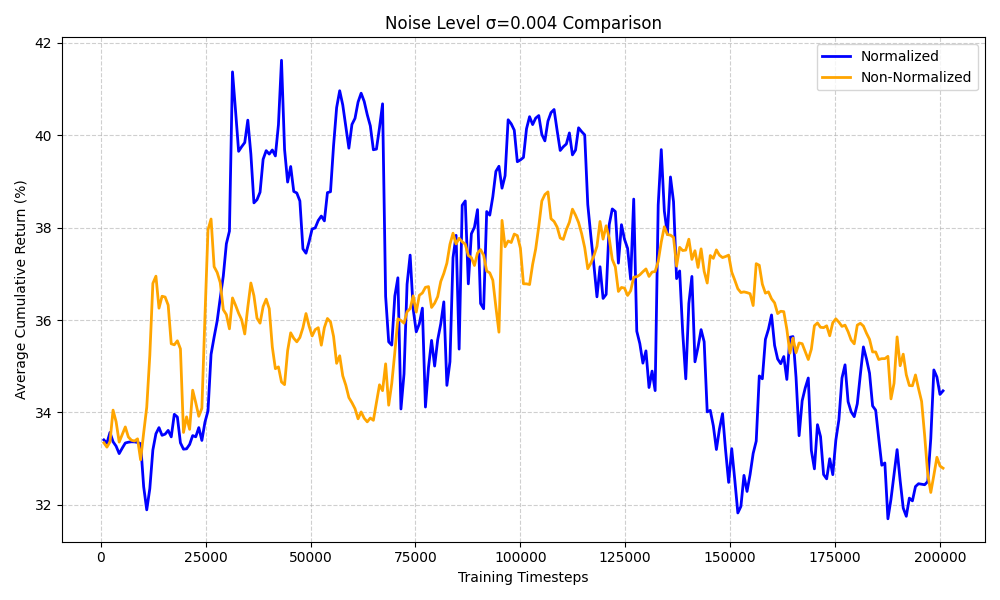 Noise Level σ=0.004 Comparison
Normalized
Non-Normalized
Average Cumulative Return (%)
42
40
38
36
34
32
0 25000 50000 75000 100000 125000 150000 175000 200000
Training Timesteps